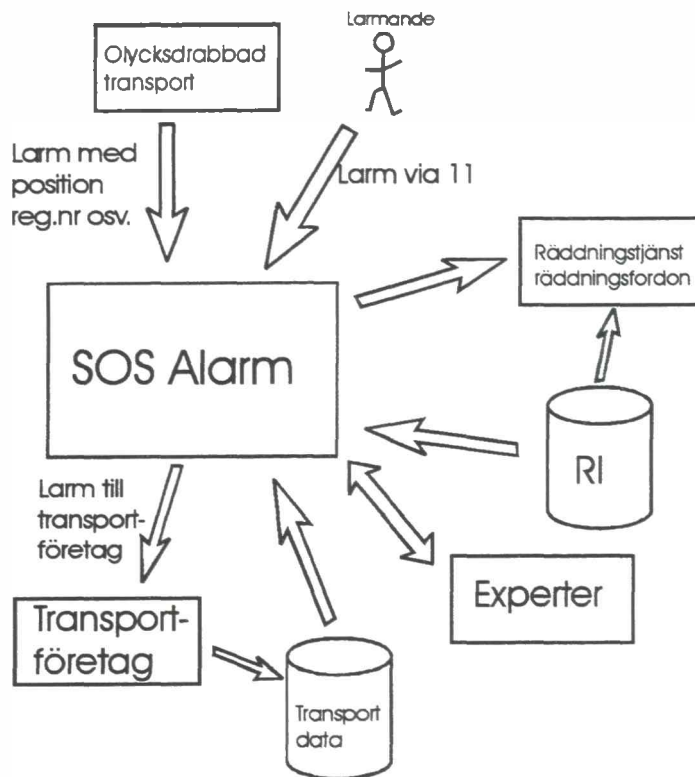 Larmande
Olycksdrabbad
transport
Larm med
position
reg.nr osv.
Larm via 11
Räddningstjänst
räddningsfordon
SOS Alarm
RI
Larm till
transport-
företag
Experter
Transport-
företag
Transport
data